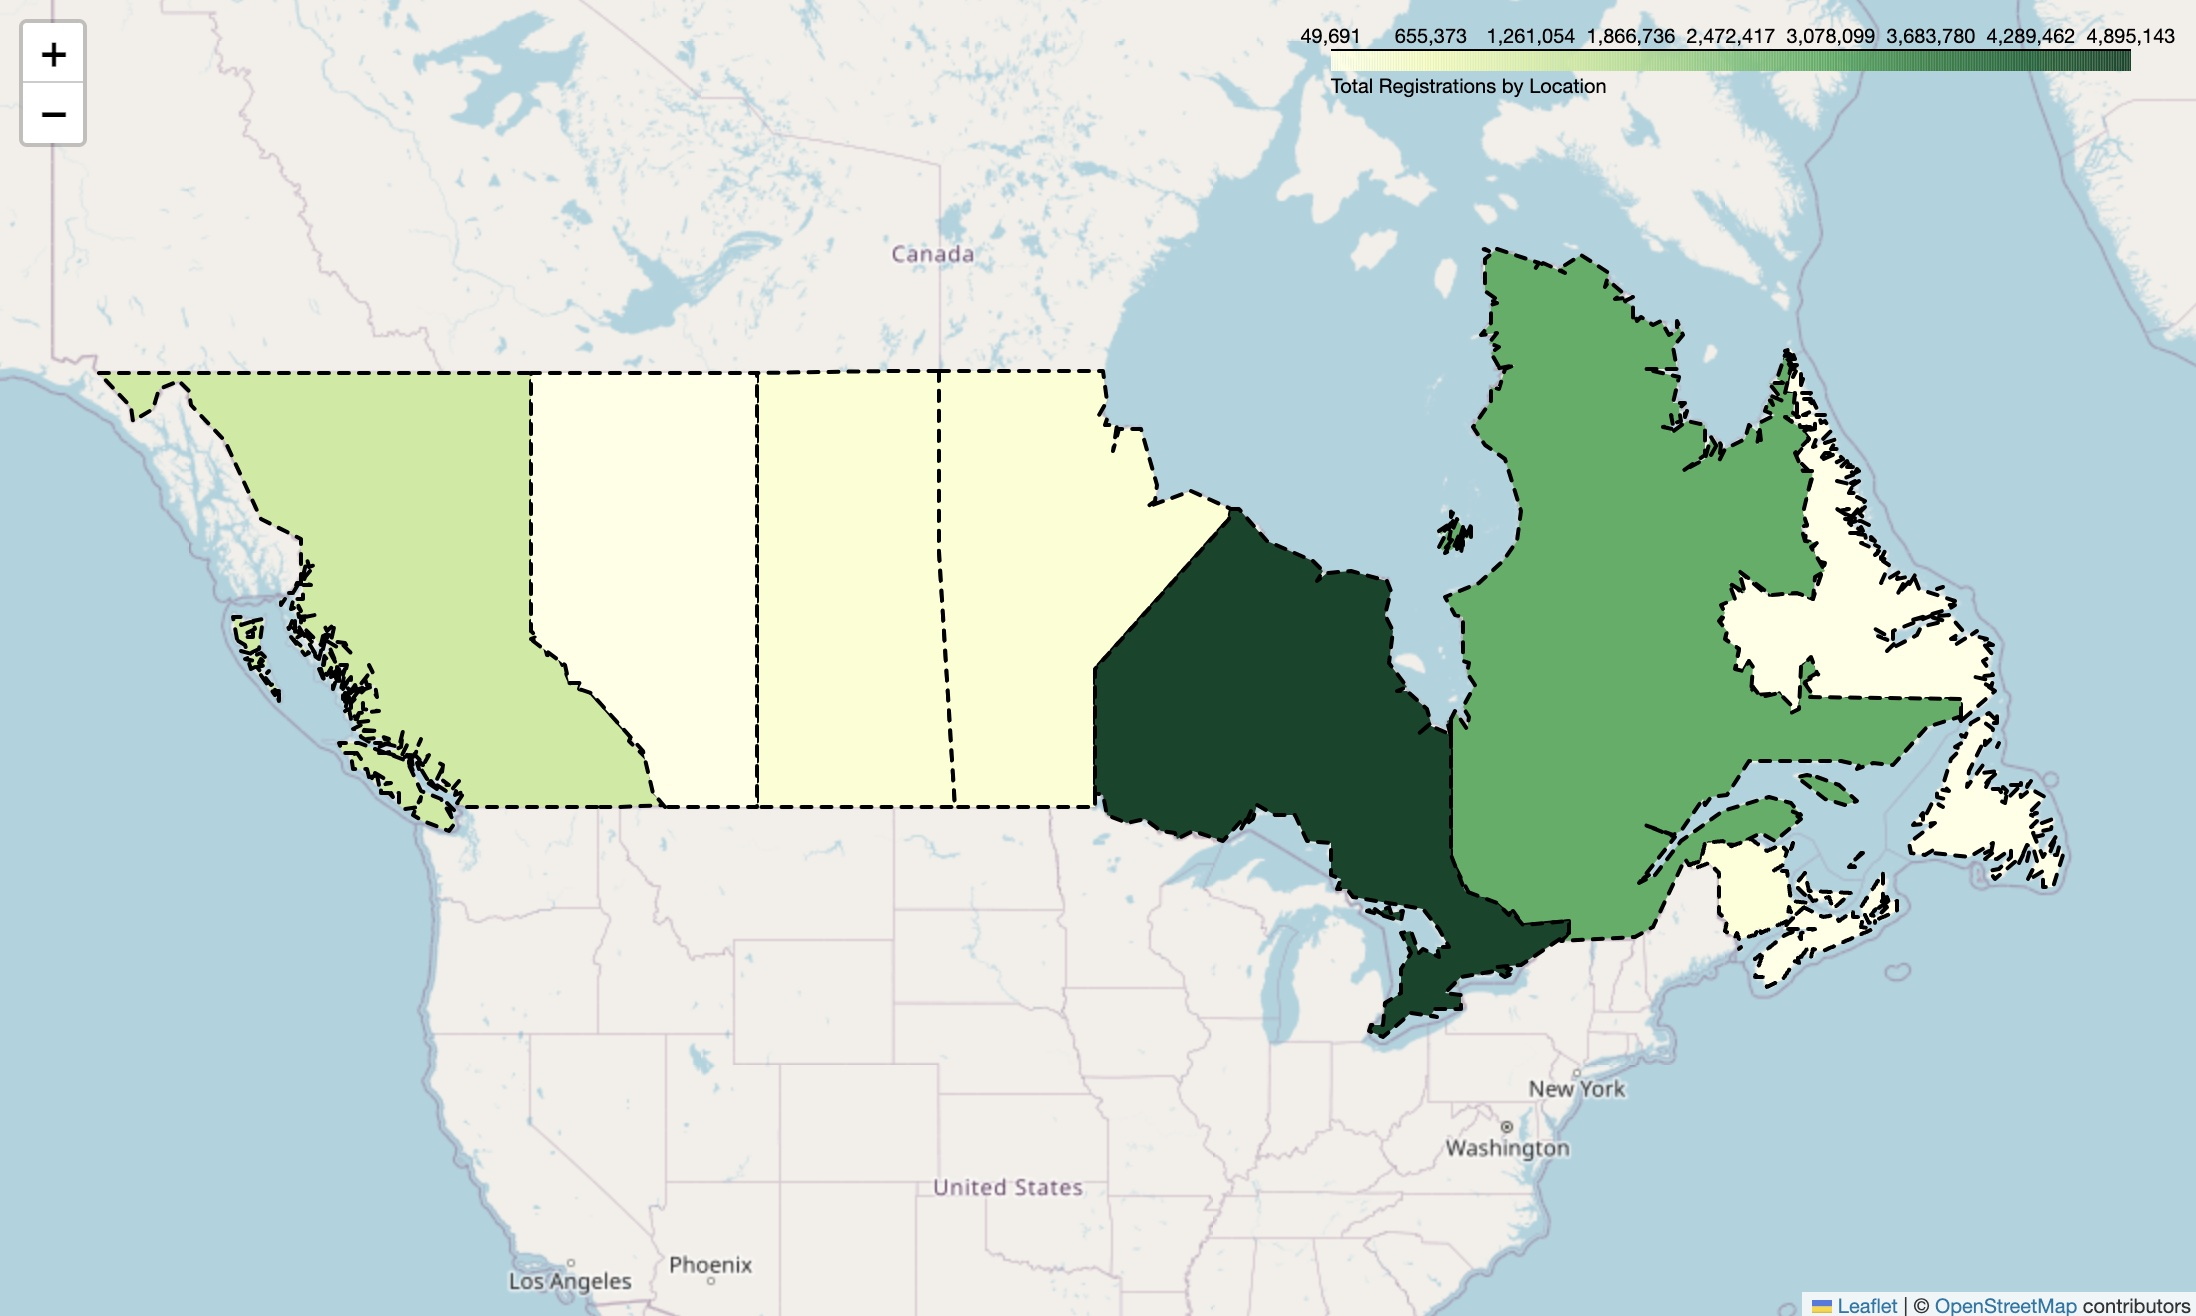 +
−
49,691 655,373 1,261,054 1,866,736 2,472,417 3,078,099 3,683,780 4,289,462 4,895,143
Total Registrations by Location
Canada
New York
Washington
United States
Phoenix
Los Angeles
Leaflet | © OpenStreetMap contributors